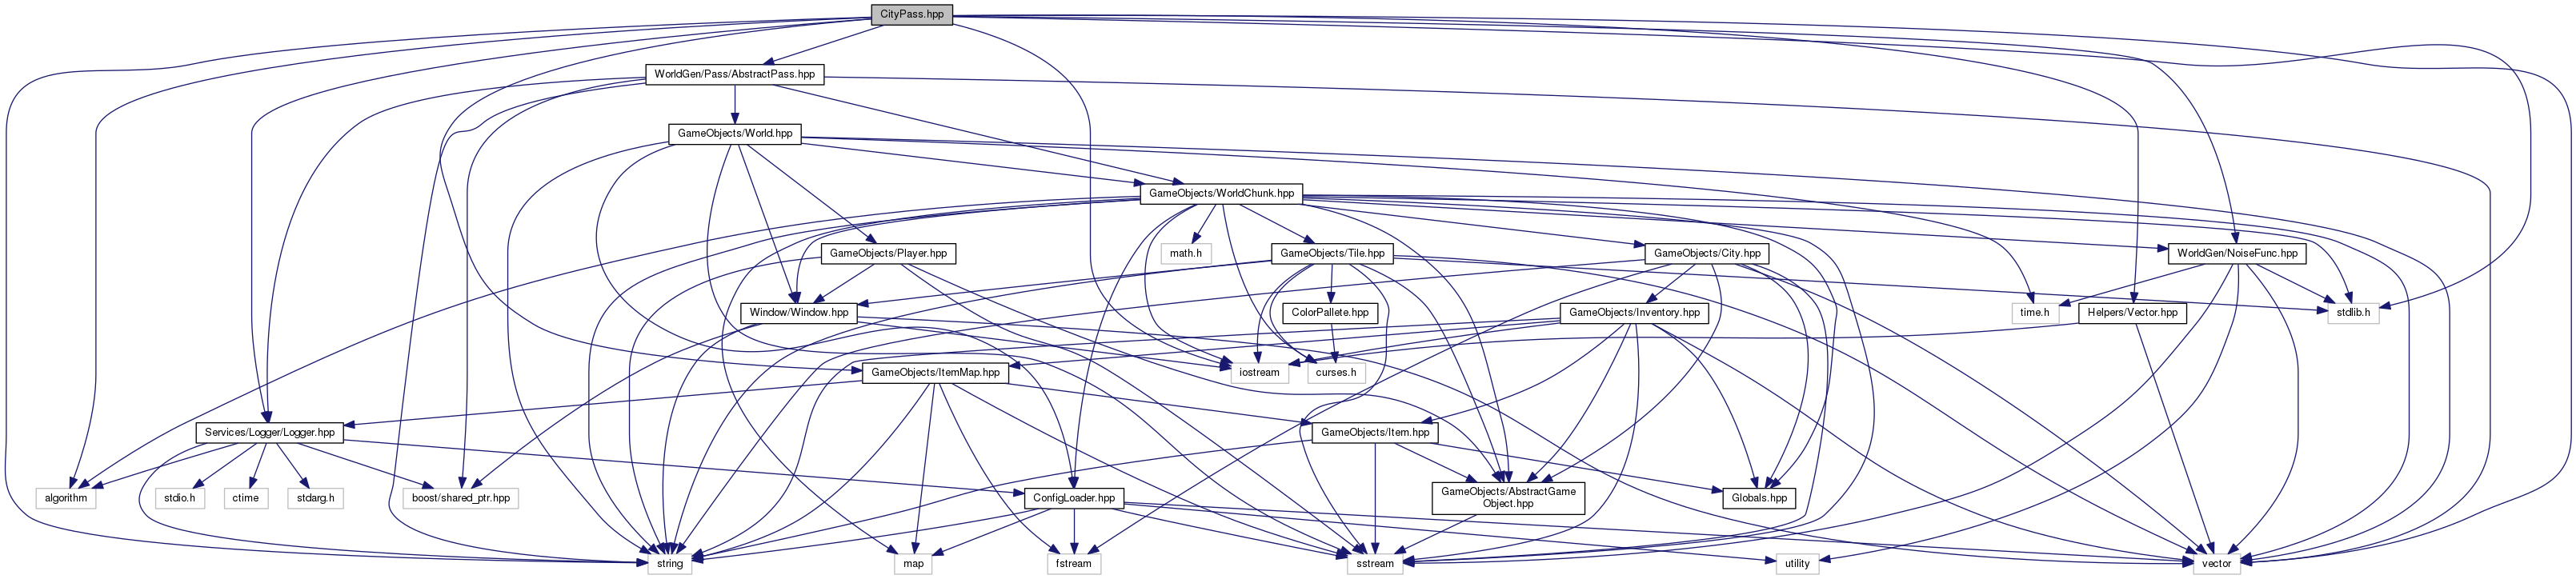 CityPass.hpp
WorldGen/Pass/AbstractPass.hpp
GameObjects/World.hpp
GameObjects/WorldChunk.hpp
GameObjects/Player.hpp
math.h
GameObjects/Tile.hpp
GameObjects/City.hpp
WorldGen/NoiseFunc.hpp
Window/Window.hpp
ColorPallete.hpp
GameObjects/Inventory.hpp
time.h
Helpers/Vector.hpp
stdlib.h
GameObjects/ItemMap.hpp
iostream
curses.h
Services/Logger/Logger.hpp
GameObjects/Item.hpp
algorithm
stdio.h
ctime
stdarg.h
boost/shared_ptr.hpp
ConfigLoader.hpp
GameObjects/AbstractGame
Object.hpp
Globals.hpp
string
map
fstream
sstream
utility
vector